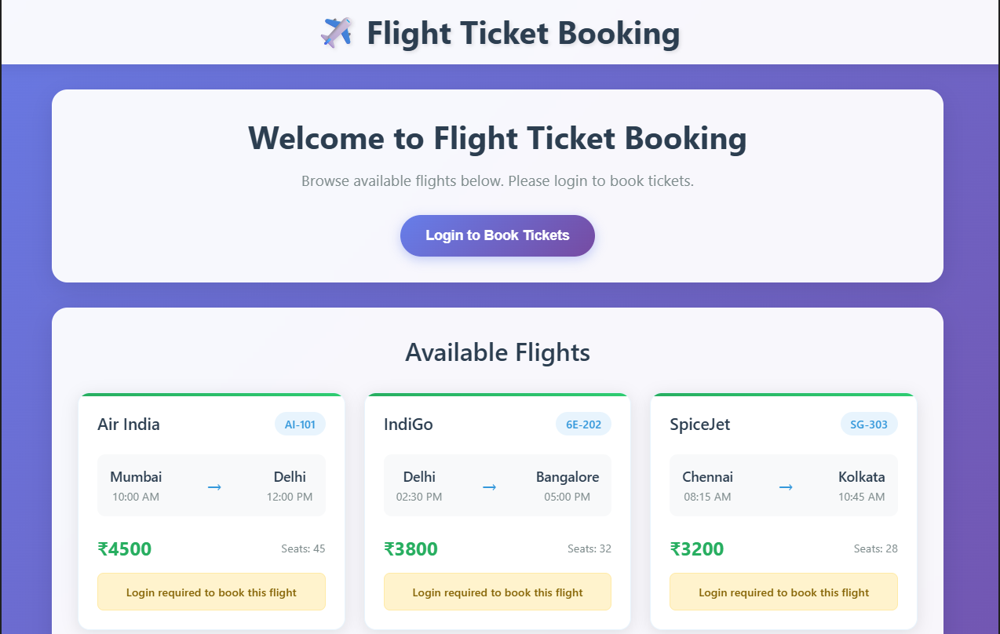 Flight Ticket Booking
Welcome to Flight Ticket Booking
Browse available flights below. Please login to book tickets.
Login to Book Tickets
Available Flights
Air India
AI-101
Mumbai
10:00 AM
→
Delhi
12:00 PM
₹4500
Seats: 45
Login required to book this flight
IndiGo
6E-202
Delhi
02:30 PM
→
Bangalore
05:00 PM
₹3800
Seats: 32
Login required to book this flight
SpiceJet
SG-303
Chennai
08:15 AM
→
Kolkata
10:45 AM
₹3200
Seats: 28
Login required to book this flight